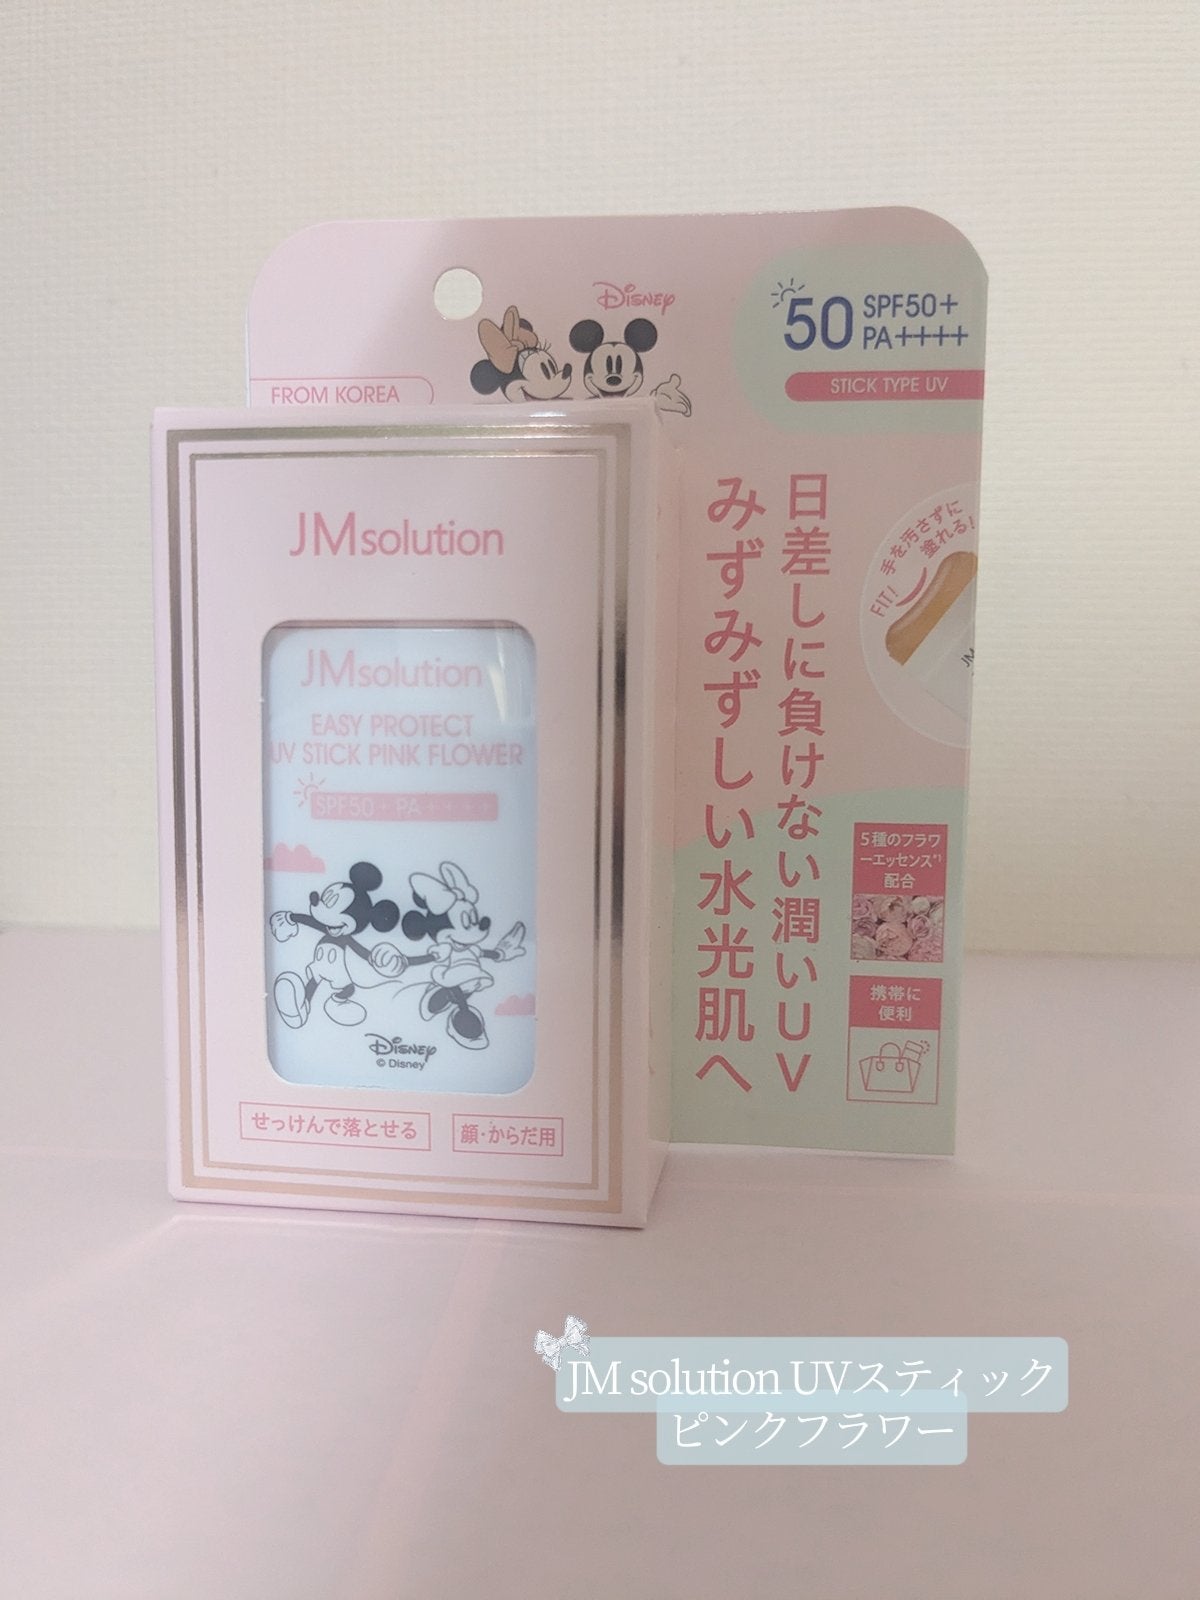 Disney
50 SPF50+
PA++++
STICK TYPE UV
FROM KOREA
JMsolution
日差しに負けない潤いUV
みずみずしい水光肌へ
手を汚さずに
塗れる!
FIT!
JM
JMsolution
EASY PROTECT
UV STICK PINK FLOWER
SPF50+ PA++++
5種のフラワ
ーエッセンス*1
配合
携帯に
便利
Disney
© Disney
せっけんで落とせる
顔・からだ用
JM solution UVスティック
ピンクフラワー